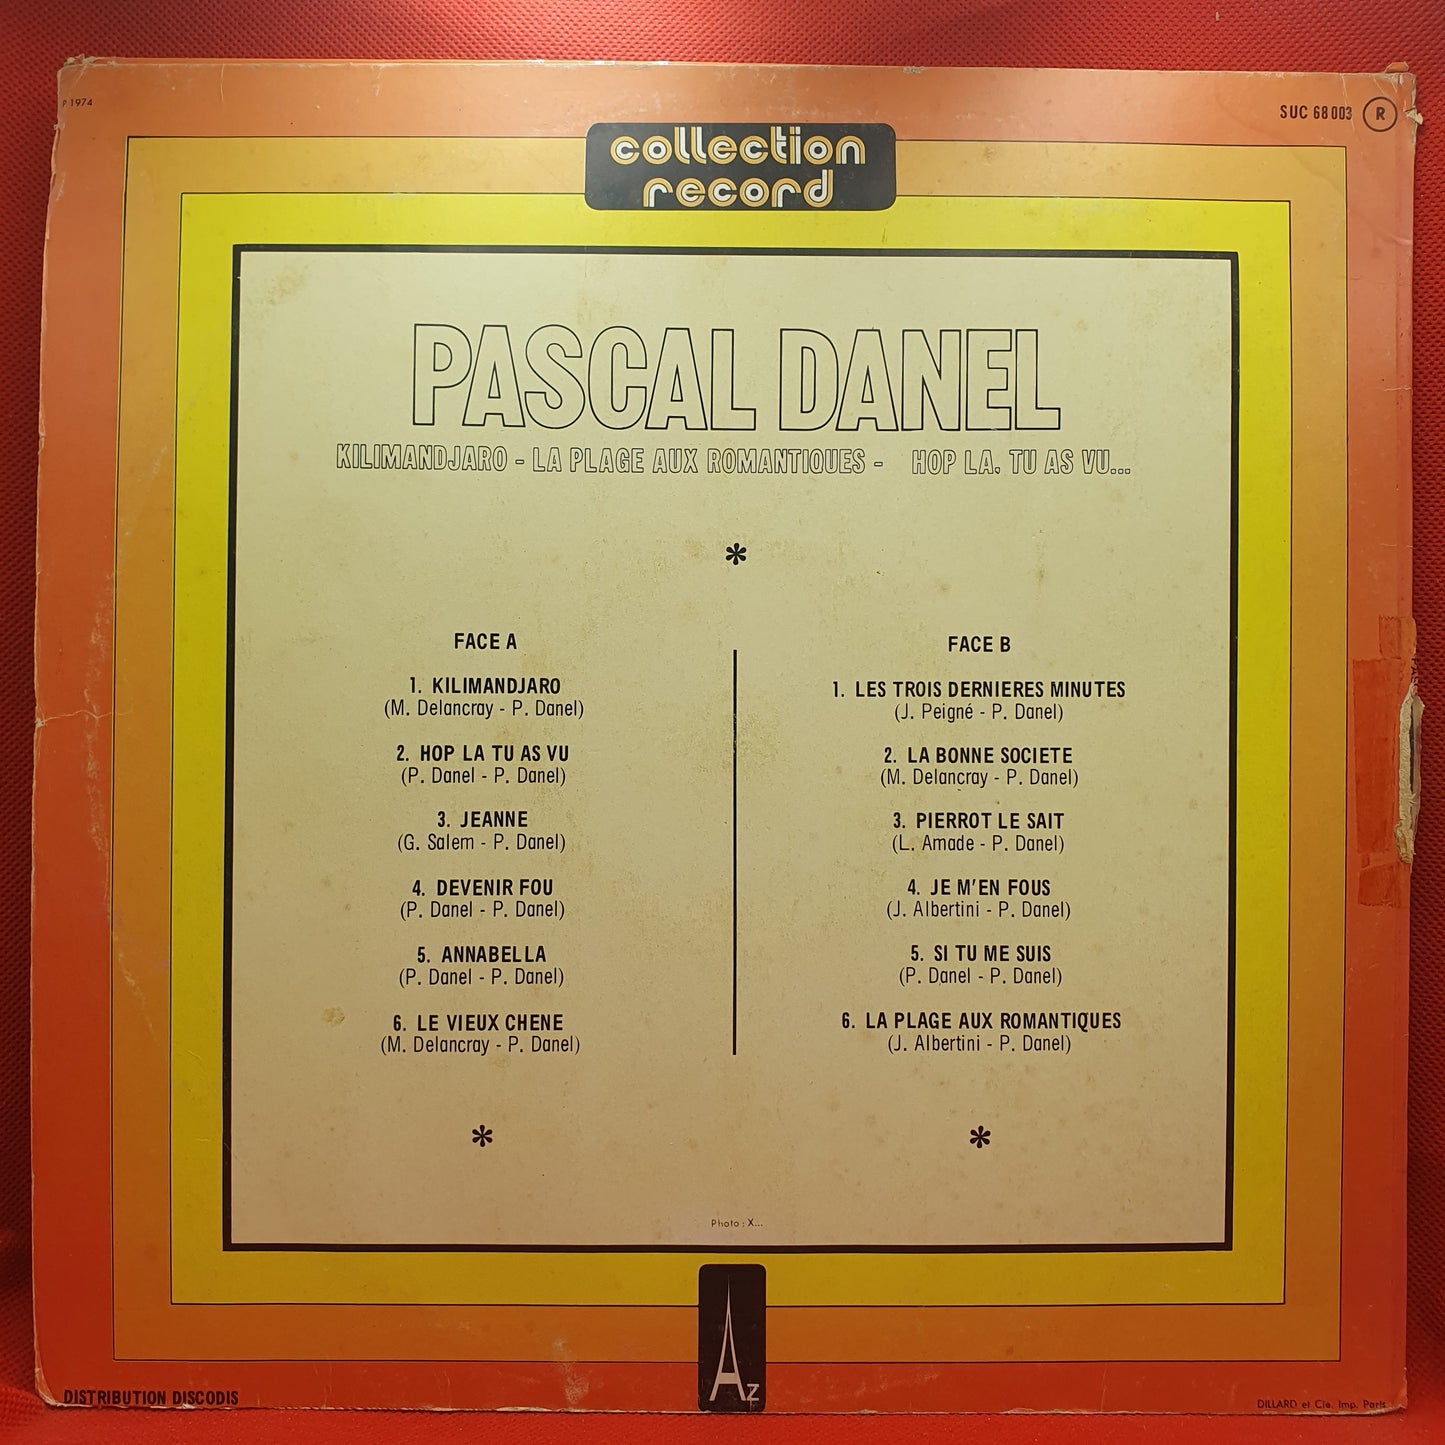 P 1974
SUC 68003 R
collection
record
PASCAL DANEL
KILIMANDJARO - LA PLAGE AUX ROMANTIQUES - HOP LA, TU AS VU...
*
FACE A
1. KILIMANDJARO
(M. Delancray - P. Danel)
2. HOP LA TU AS VU
(P. Danel - P. Danel)
3. JEANNE
(G. Salem - P. Danel)
4. DEVENIR FOU
(P. Danel - P. Danel)
5. ANNABELLA
(P. Danel - P. Danel)
6. LE VIEUX CHENE
(M. Delancray - P. Danel)
*
FACE B
1. LES TROIS DERNIERES MINUTES
(J. Peigné - P. Danel)
2. LA BONNE SOCIETE
(M. Delancray - P. Danel)
3. PIERROT LE SAIT
(L. Amade - P. Danel)
4. JE M'EN FOUS
(J. Albertini - P. Danel)
5. SI TU ME SUIS
(P. Danel - P. Danel)
6. LA PLAGE AUX ROMANTIQUES
(J. Albertini - P. Danel)
*
Photo : X...
AZ
DISTRIBUTION DISCODIS
DILLARD et Cie. Imp. Paris